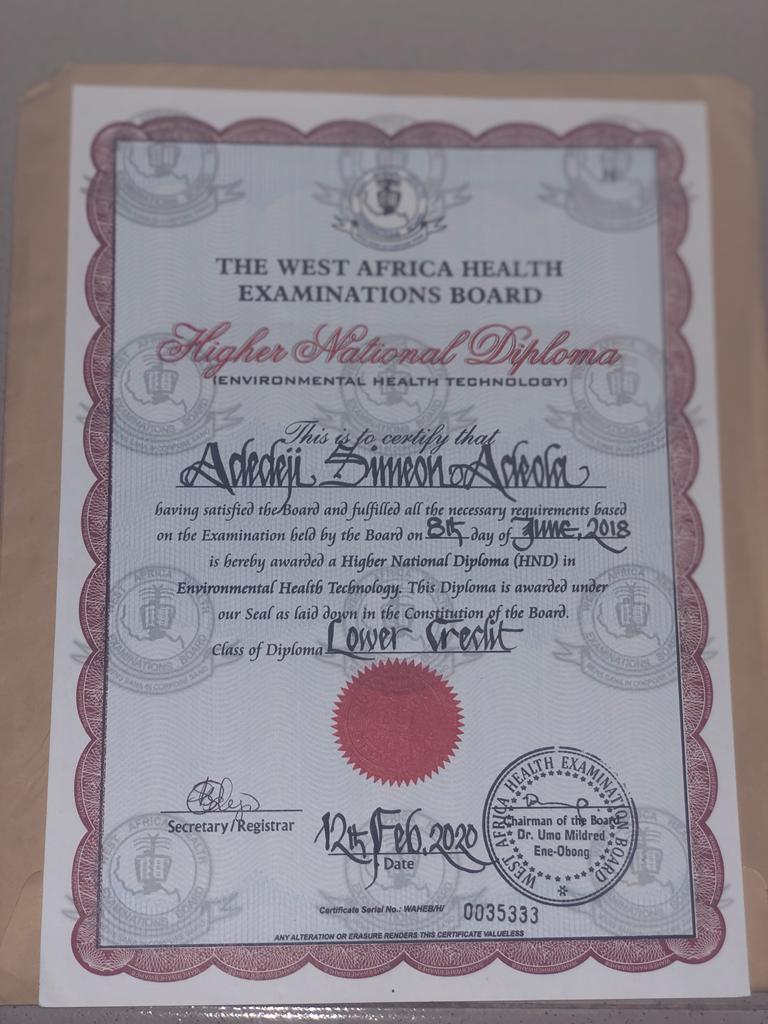 THE WEST AFRICA HEALTH
EXAMINATIONS BOARD
Higher National Diploma
(ENVIRONMENTAL HEALTH TECHNOLOGY)
This is to certify that
Adedeji Simeon Adeola
having satisfied the Board and fulfilled all the necessary requirements based
on the Examination held by the Board on 8th day of June, 2018
is hereby awarded a Higher National Diploma (HND) in
Environmental Health Technology. This Diploma is awarded under
our Seal as laid down in the Constitution of the Board.
Class of Diploma Lower Credit
Secretary/Registrar
12th Feb, 2020
Date
WEST AFRICA HEALTH EXAMINATION BOARD
Chairman of the Board
Dr. Umo Mildred
Ene-Obong
Certificate Serial No.: WAHEB/H/ 0035333
ANY ALTERATION OR ERASURE RENDERS THIS CERTIFICATE VALUELESS